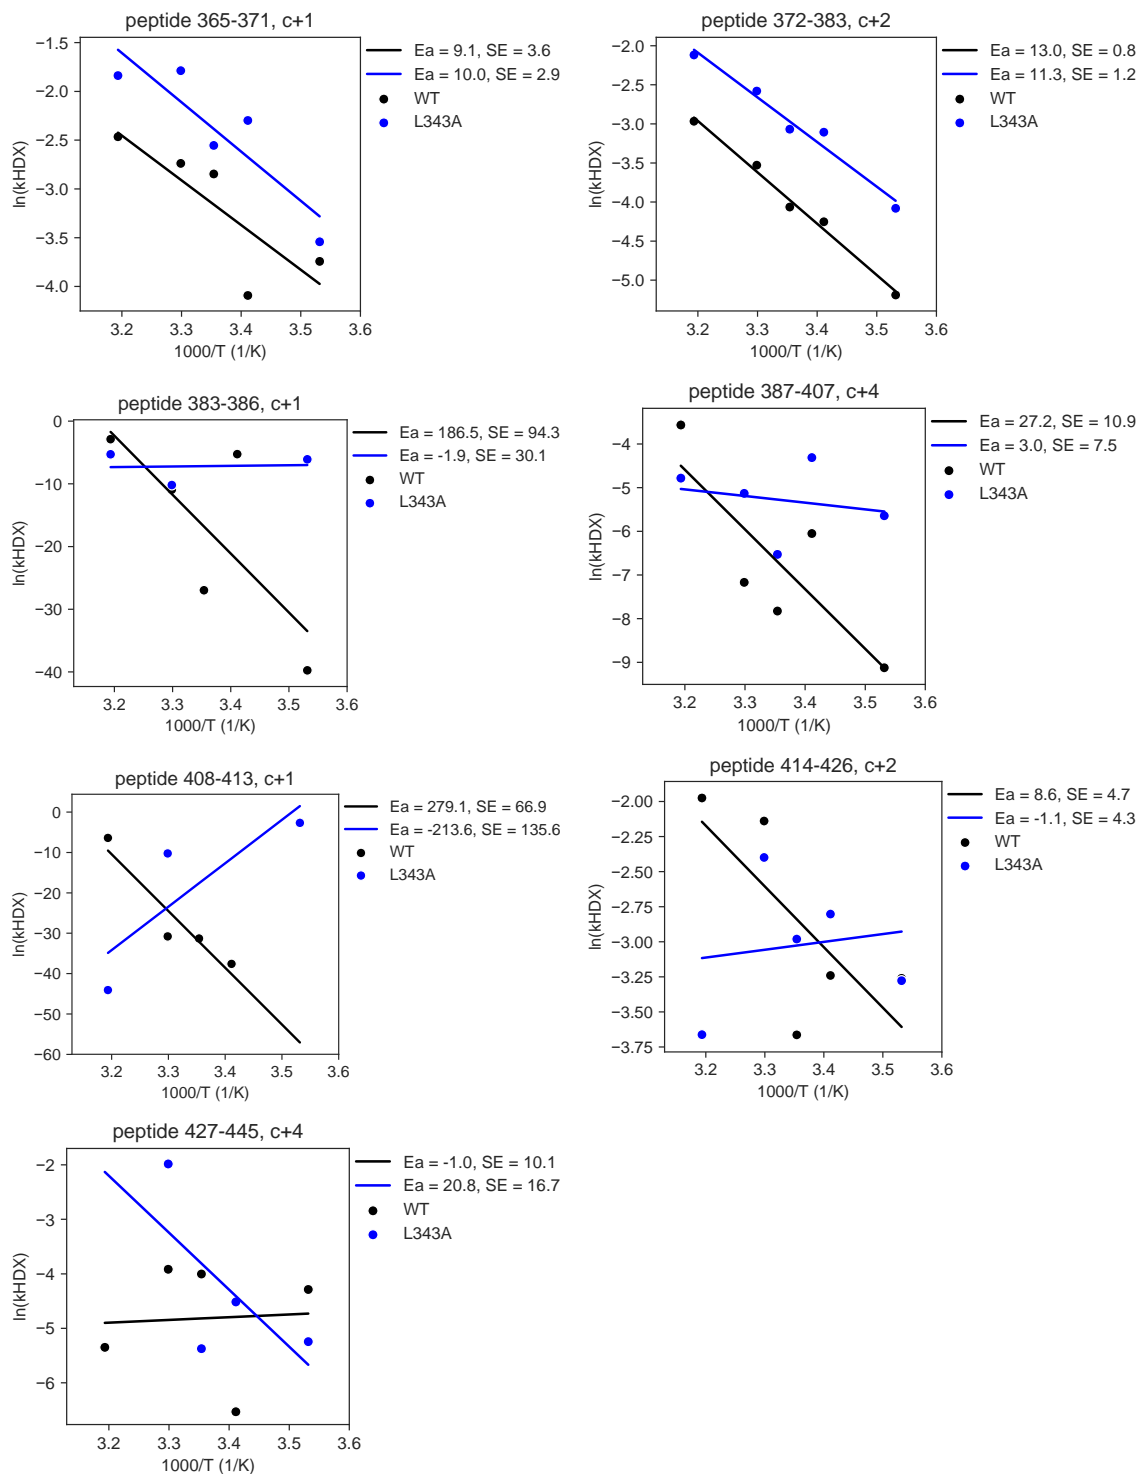 peptide 365-371, c+1
−1.5
−2.0
−2.5
−3.0
−3.5
−4.0
ln(kHDX)
3.2 3.3 3.4 3.5 3.6
1000/T (1/K)
Ea = 9.1, SE = 3.6
Ea = 10.0, SE = 2.9
WT
L343A
peptide 372-383, c+2
−2.0
−2.5
−3.0
−3.5
−4.0
−4.5
−5.0
ln(kHDX)
3.2 3.3 3.4 3.5 3.6
1000/T (1/K)
Ea = 13.0, SE = 0.8
Ea = 11.3, SE = 1.2
WT
L343A
peptide 383-386, c+1
0
−10
−20
−30
−40
ln(kHDX)
3.2 3.3 3.4 3.5 3.6
1000/T (1/K)
Ea = 186.5, SE = 94.3
Ea = -1.9, SE = 30.1
WT
L343A
peptide 387-407, c+4
−4
−5
−6
−7
−8
−9
ln(kHDX)
3.2 3.3 3.4 3.5 3.6
1000/T (1/K)
Ea = 27.2, SE = 10.9
Ea = 3.0, SE = 7.5
WT
L343A
peptide 408-413, c+1
0
−10
−20
−30
−40
−50
−60
ln(kHDX)
3.2 3.3 3.4 3.5 3.6
1000/T (1/K)
Ea = 279.1, SE = 66.9
Ea = -213.6, SE = 135.6
WT
L343A
peptide 414-426, c+2
−2.00
−2.25
−2.50
−2.75
−3.00
−3.25
−3.50
−3.75
ln(kHDX)
3.2 3.3 3.4 3.5 3.6
1000/T (1/K)
Ea = 8.6, SE = 4.7
Ea = -1.1, SE = 4.3
WT
L343A
peptide 427-445, c+4
−2
−3
−4
−5
−6
ln(kHDX)
3.2 3.3 3.4 3.5 3.6
1000/T (1/K)
Ea = -1.0, SE = 10.1
Ea = 20.8, SE = 16.7
WT
L343A